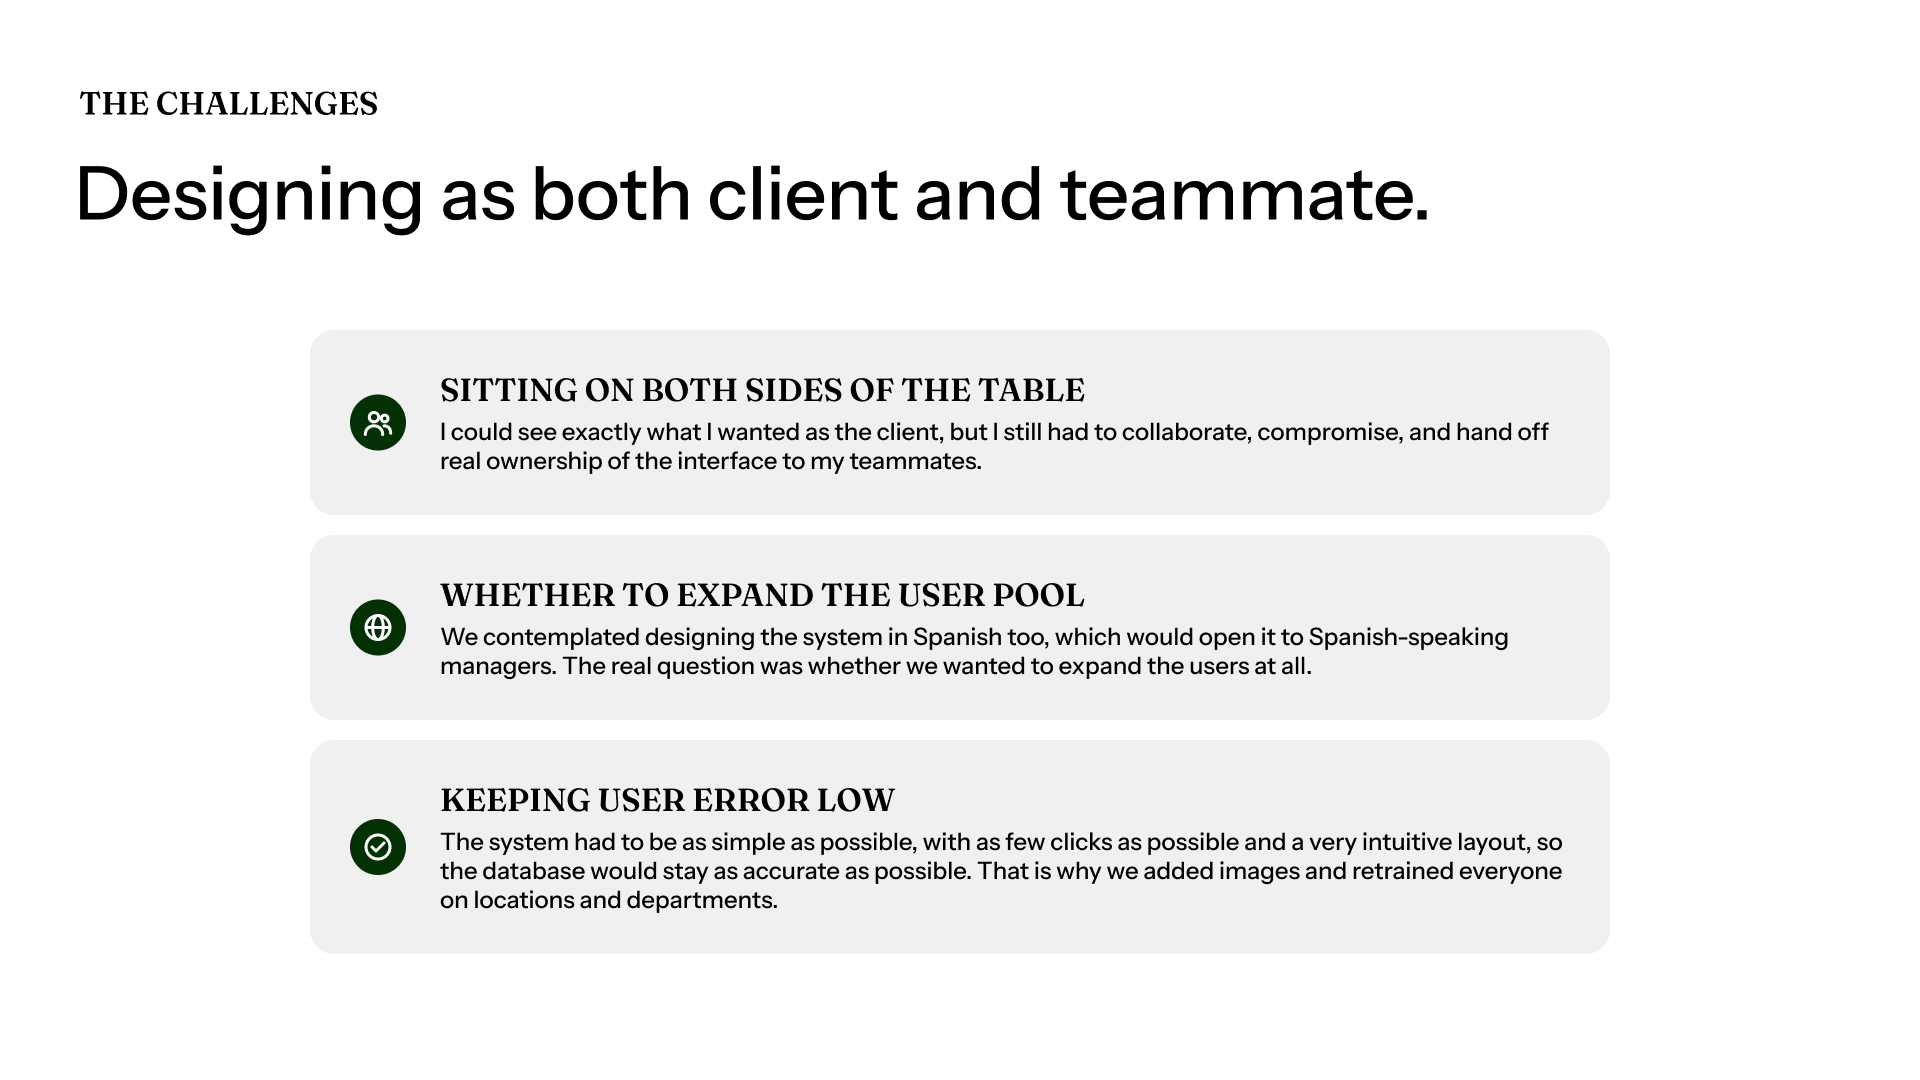 THE CHALLENGES
Designing as both client and teammate.
SITTING ON BOTH SIDES OF THE TABLE
I could see exactly what I wanted as the client, but I still had to collaborate, compromise, and hand off
real ownership of the interface to my teammates.
WHETHER TO EXPAND THE USER POOL
We contemplated designing the system in Spanish too, which would open it to Spanish-speaking
managers. The real question was whether we wanted to expand the users at all.
KEEPING USER ERROR LOW
The system had to be as simple as possible, with as few clicks as possible and a very intuitive layout, so
the database would stay as accurate as possible. That is why we added images and retrained everyone
on locations and departments.